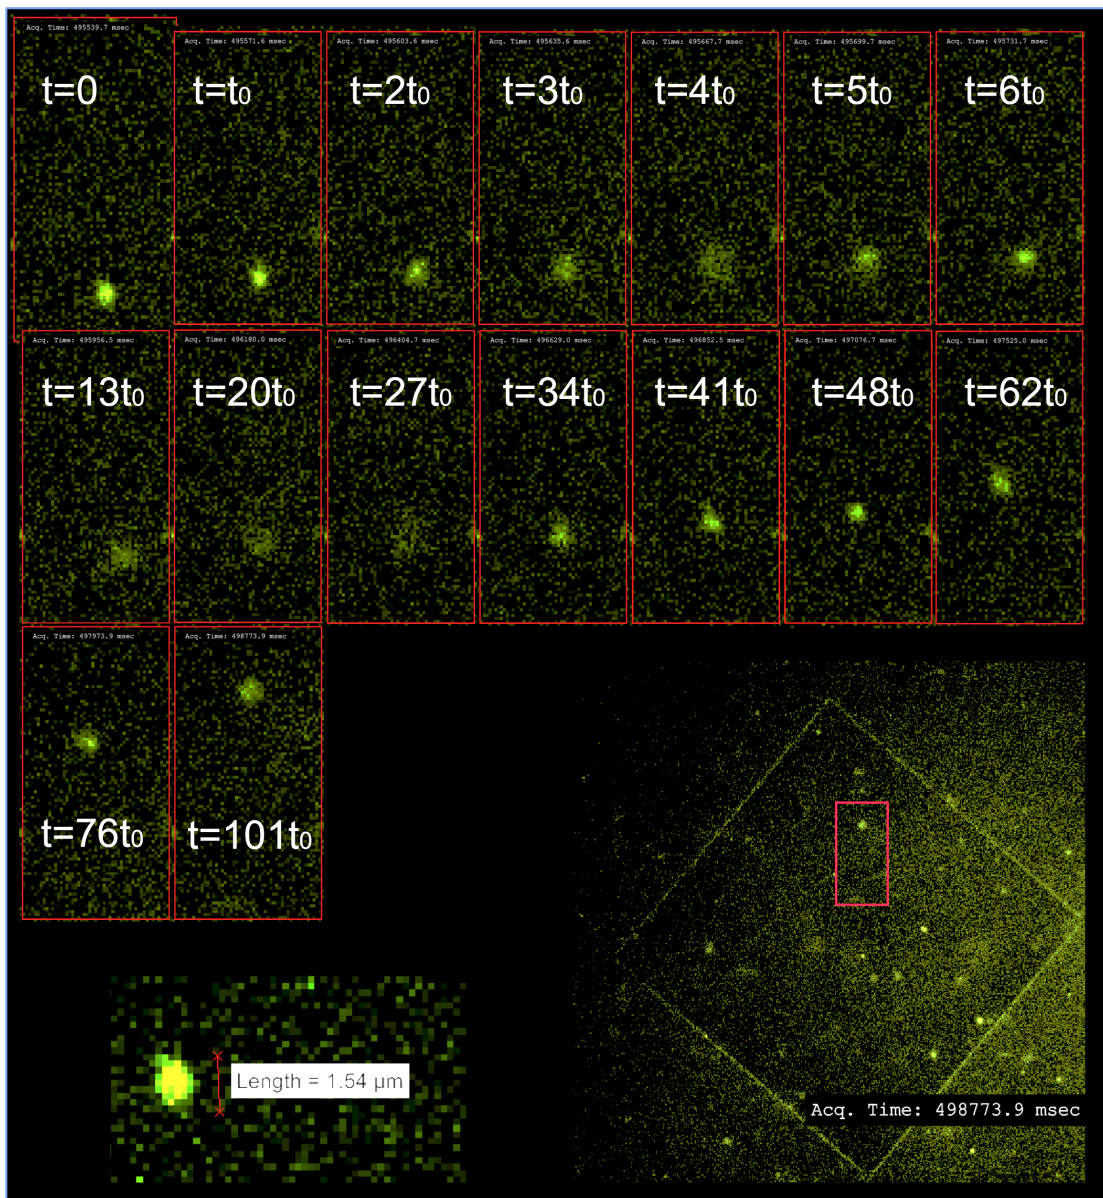 Acq. Time: 495539.7 msec
t=0
Acq. Time: 495571.6 msec
t=t0
Acq. Time: 495603.6 msec
t=2t0
Acq. Time: 495635.6 msec
t=3t0
Acq. Time: 495667.7 msec
t=4t0
Acq. Time: 495699.7 msec
t=5t0
Acq. Time: 495731.7 msec
t=6t0
Acq. Time: 495956.5 msec
t=13t0
Acq. Time: 496180.0 msec
t=20t0
Acq. Time: 496404.7 msec
t=27t0
Acq. Time: 496629.0 msec
t=34t0
Acq. Time: 496852.5 msec
t=41t0
Acq. Time: 497076.7 msec
t=48t0
Acq. Time: 497525.0 msec
t=62t0
Acq. Time: 497973.9 msec
t=76t0
Acq. Time: 498773.9 msec
t=101t0
Length = 1.54 µm
Acq. Time: 498773.9 msec